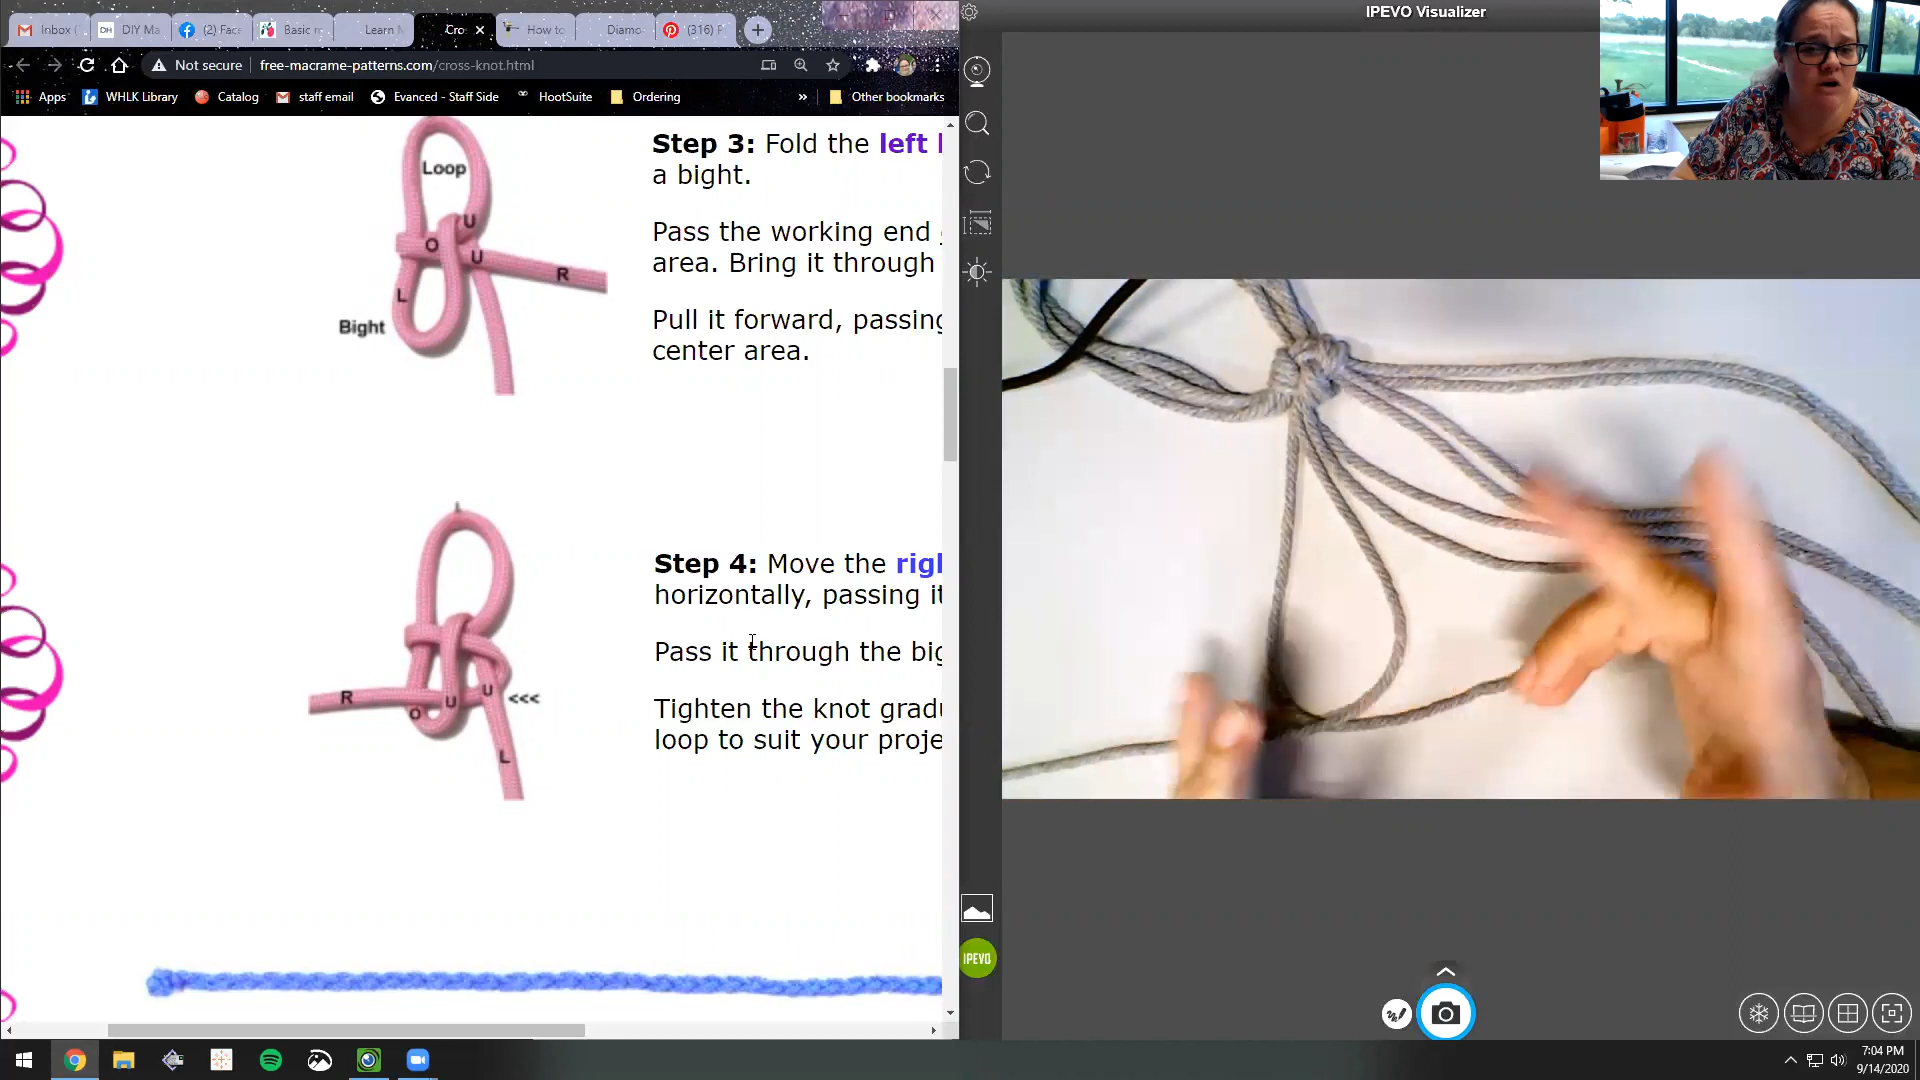 Inbox (
DIY Ma
(2) Fac
Basic
Learn
Cro
How to
Diamo
(316) F
Not secure
free-macrame-patterns.com/cross-knot.html
Apps
WHLK Library
Catalog
staff email
Evanced - Staff Side
HootSuite
Ordering
»
Other bookmarks
Loop
U
O
U
R
L
Bight
Step 3: Fold the left
a bight.
Pass the working end
area. Bring it through
Pull it forward, passing
center area.
R
O
U
U
<<<
L
Step 4: Move the righ
horizontally, passing it
Pass it through the big
Tighten the knot gradu
loop to suit your proje
IPEVO Visualizer
IPEVO
7:04 PM
9/14/2020